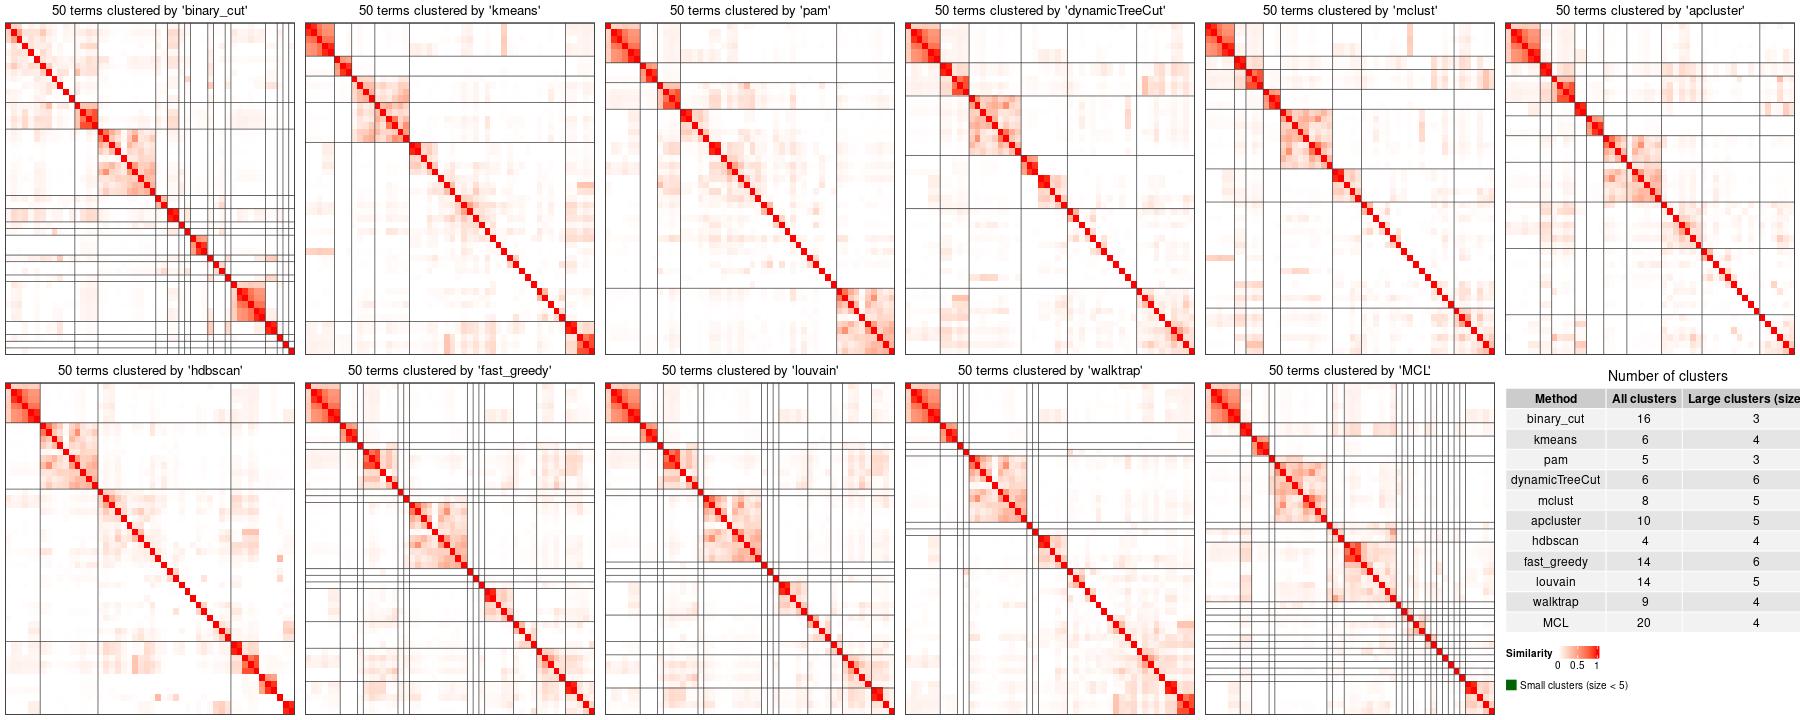 50 terms clustered by 'binary_cut'
50 terms clustered by 'kmeans'
50 terms clustered by 'pam'
50 terms clustered by 'dynamicTreeCut'
50 terms clustered by 'mclust'
50 terms clustered by 'apcluster'
50 terms clustered by 'hdbscan'
50 terms clustered by 'fast_greedy'
50 terms clustered by 'louvain'
50 terms clustered by 'walktrap'
50 terms clustered by 'MCL'
Number of clusters
Method All clusters Large clusters (size
binary_cut 16 3
kmeans 6 4
pam 5 3
dynamicTreeCut 6 6
mclust 8 5
apcluster 10 5
hdbscan 4 4
fast_greedy 14 6
louvain 14 5
walktrap 9 4
MCL 20 4
Similarity
0 0.5 1
Small clusters (size < 5)